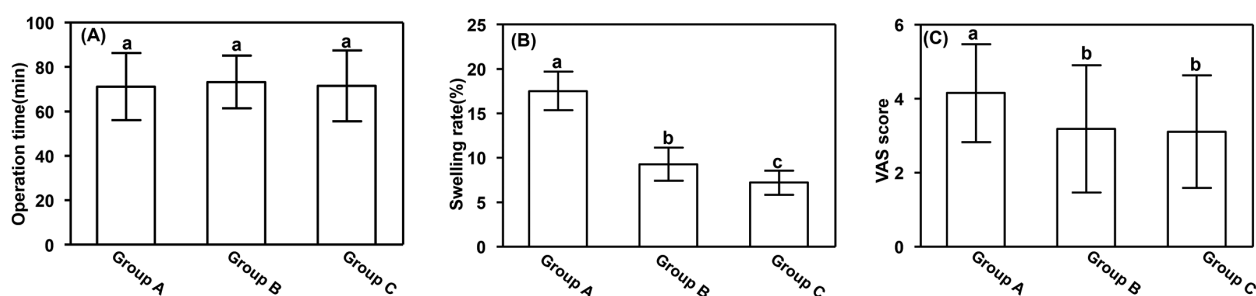 (A)
Operation time(min)
100
80
60
40
20
0
a
a
a
Group A
Group B
Group C
(B)
Swelling rate(%)
25
20
15
10
5
0
a
b
c
Group A
Group B
Group C
(C)
VAS score
6
4
2
0
a
b
b
Group A
Group B
Group C